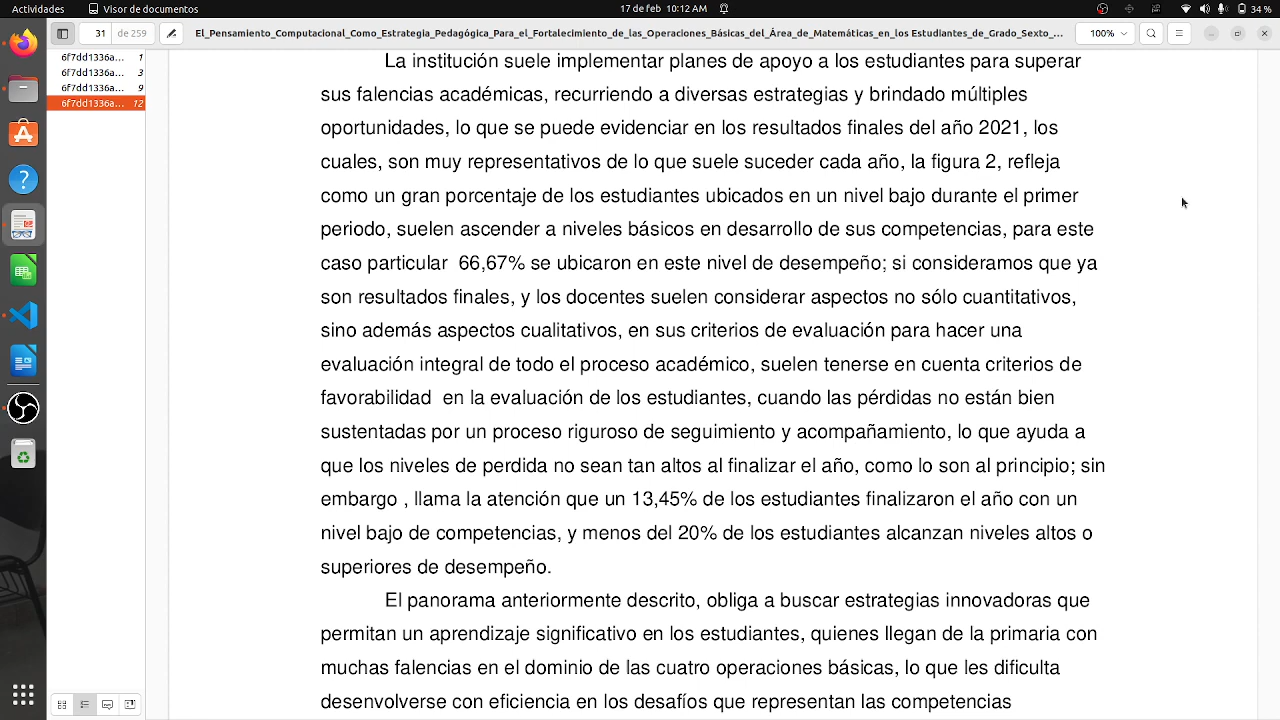 Actividades
Visor de documentos
17 de feb 10:12 AM
34 %
31
de 259
El_Pensamiento_Computacional_Como_Estrategia_Pedagógica_Para_el_Fortalecimiento_de_las_Operaciones_Básicas_del_Área_de_Matemáticas_en_los_Estudiantes_de_Grado_Sexto_...
100%
6f7dd1336a... 1
6f7dd1336a... 3
6f7dd1336a... 9
6f7dd1336a... 12
La institución suele implementar planes de apoyo a los estudiantes para superar
sus falencias académicas, recurriendo a diversas estrategias y brindado múltiples
oportunidades, lo que se puede evidenciar en los resultados finales del año 2021, los
cuales, son muy representativos de lo que suele suceder cada año, la figura 2, refleja
como un gran porcentaje de los estudiantes ubicados en un nivel bajo durante el primer
periodo, suelen ascender a niveles básicos en desarrollo de sus competencias, para este
caso particular  66,67% se ubicaron en este nivel de desempeño; si consideramos que ya
son resultados finales, y los docentes suelen considerar aspectos no sólo cuantitativos,
sino además aspectos cualitativos, en sus criterios de evaluación para hacer una
evaluación integral de todo el proceso académico, suelen tenerse en cuenta criterios de
favorabilidad  en la evaluación de los estudiantes, cuando las pérdidas no están bien
sustentadas por un proceso riguroso de seguimiento y acompañamiento, lo que ayuda a
que los niveles de perdida no sean tan altos al finalizar el año, como lo son al principio; sin
embargo , llama la atención que un 13,45% de los estudiantes finalizaron el año con un
nivel bajo de competencias, y menos del 20% de los estudiantes alcanzan niveles altos o
superiores de desempeño.
El panorama anteriormente descrito, obliga a buscar estrategias innovadoras que
permitan un aprendizaje significativo en los estudiantes, quienes llegan de la primaria con
muchas falencias en el dominio de las cuatro operaciones básicas, lo que les dificulta
desenvolverse con eficiencia en los desafíos que representan las competencias